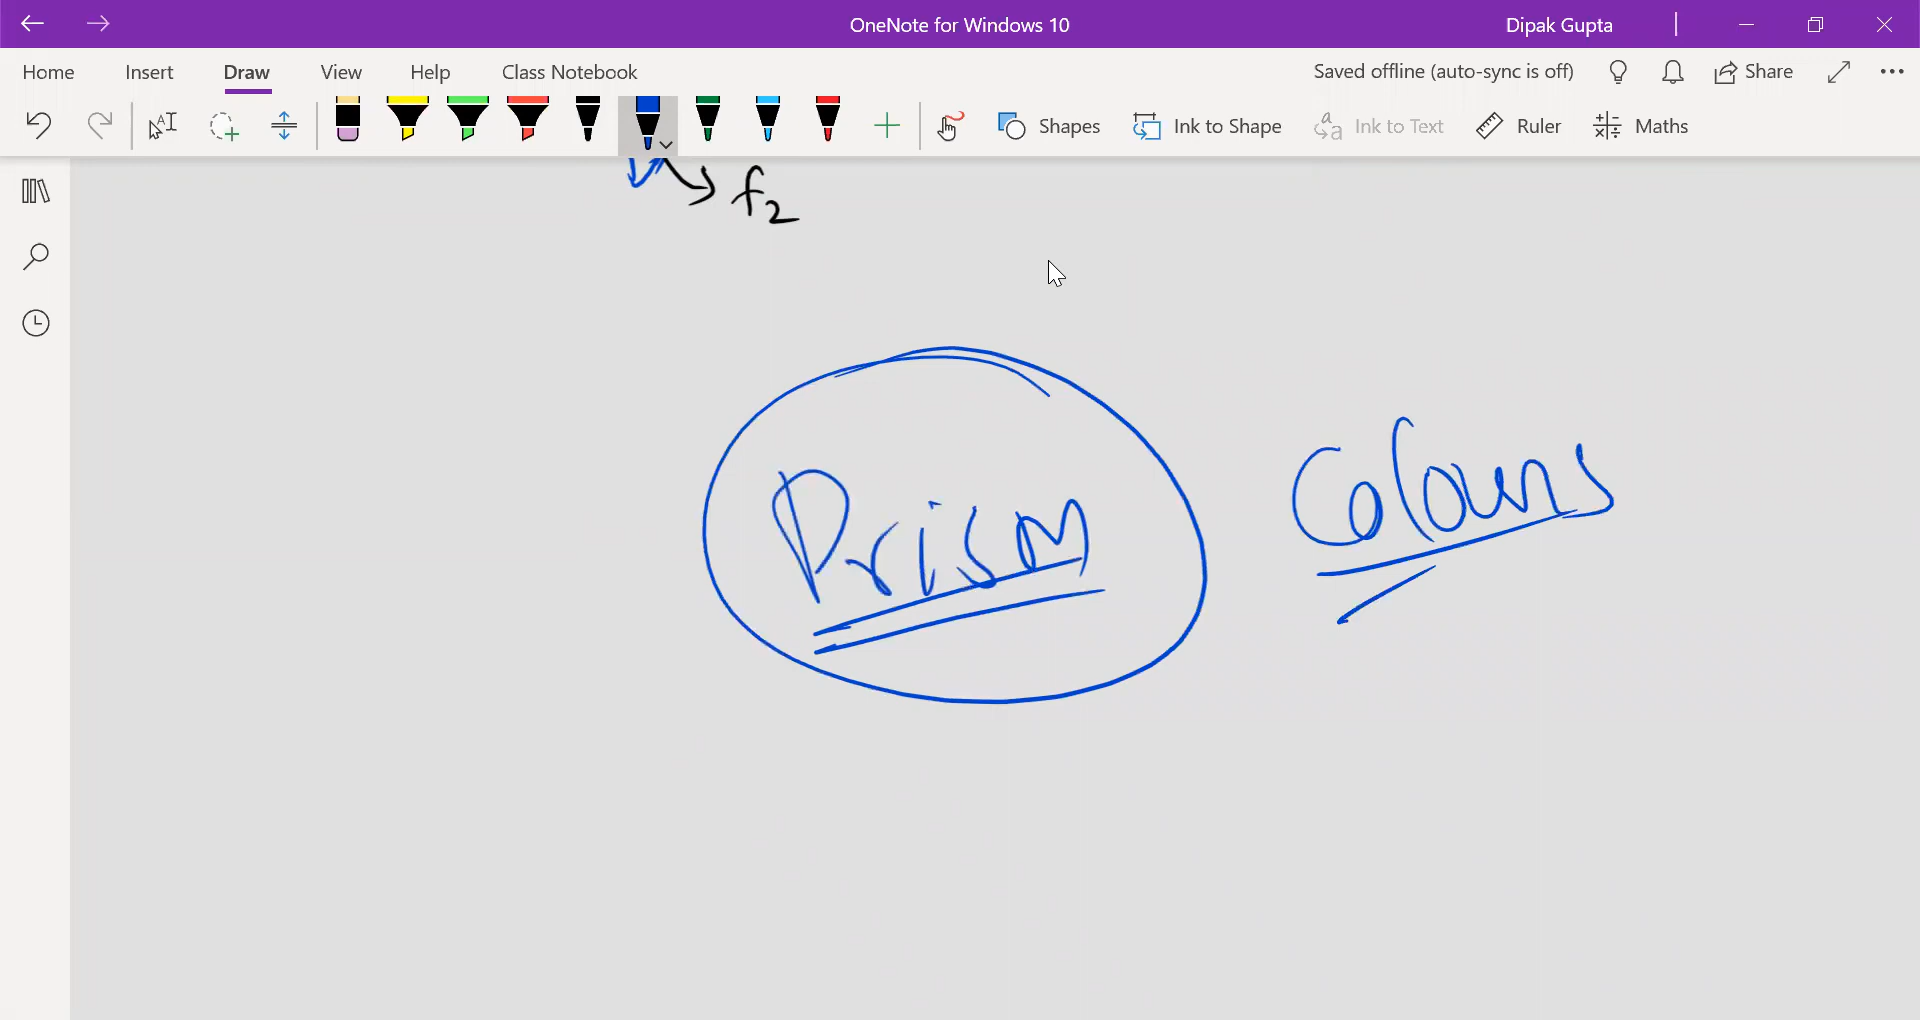 OneNote for Windows 10
Dipak Gupta
Home Insert Draw View Help Class Notebook
Saved offline (auto-sync is off) Share
Shapes Ink to Shape Ink to Text Ruler Maths
f2
Prism
Colours